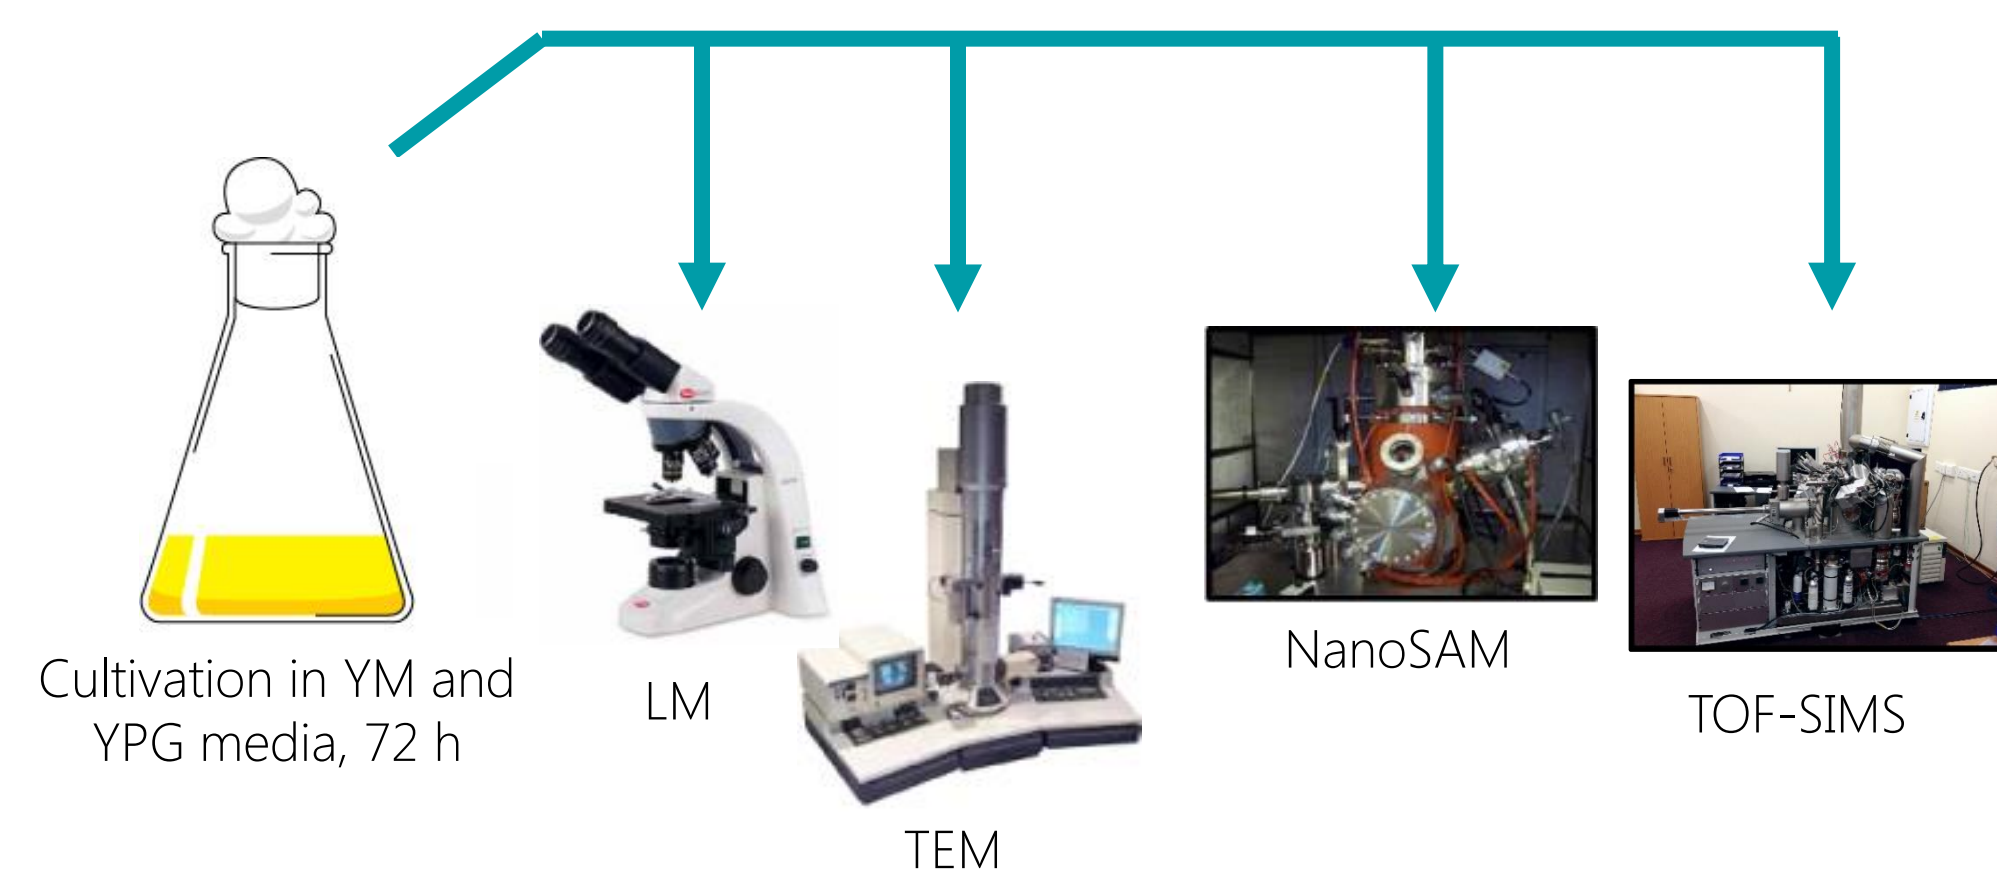 Cultivation in YM and
YPG media, 72 h
LM
TEM
NanoSAM
TOF-SIMS